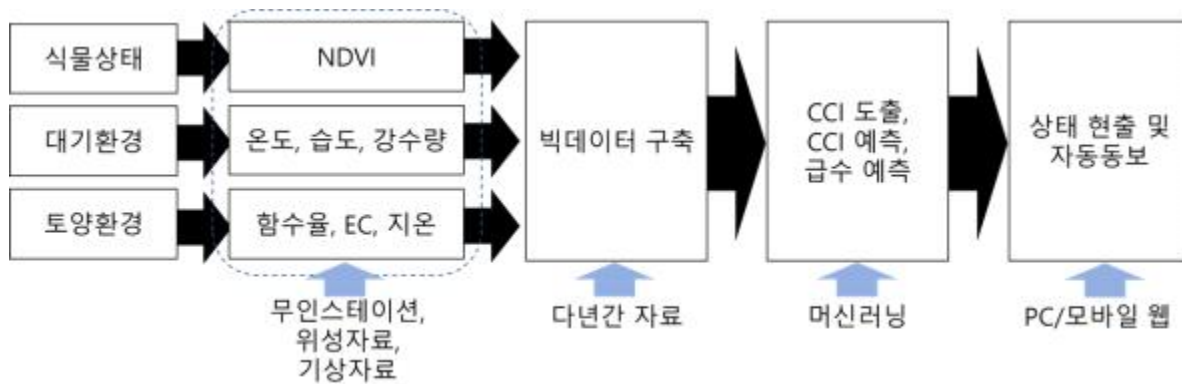 식물상태
NDVI
대기환경
온도, 습도, 강수량
토양환경
함수율, EC, 지온
무인스테이션,
위성자료,
기상자료
빅데이터 구축
다년간 자료
CCI 도출,
CCI 예측,
급수 예측
머신러닝
상태 현출 및
자동동보
PC/모바일 웹